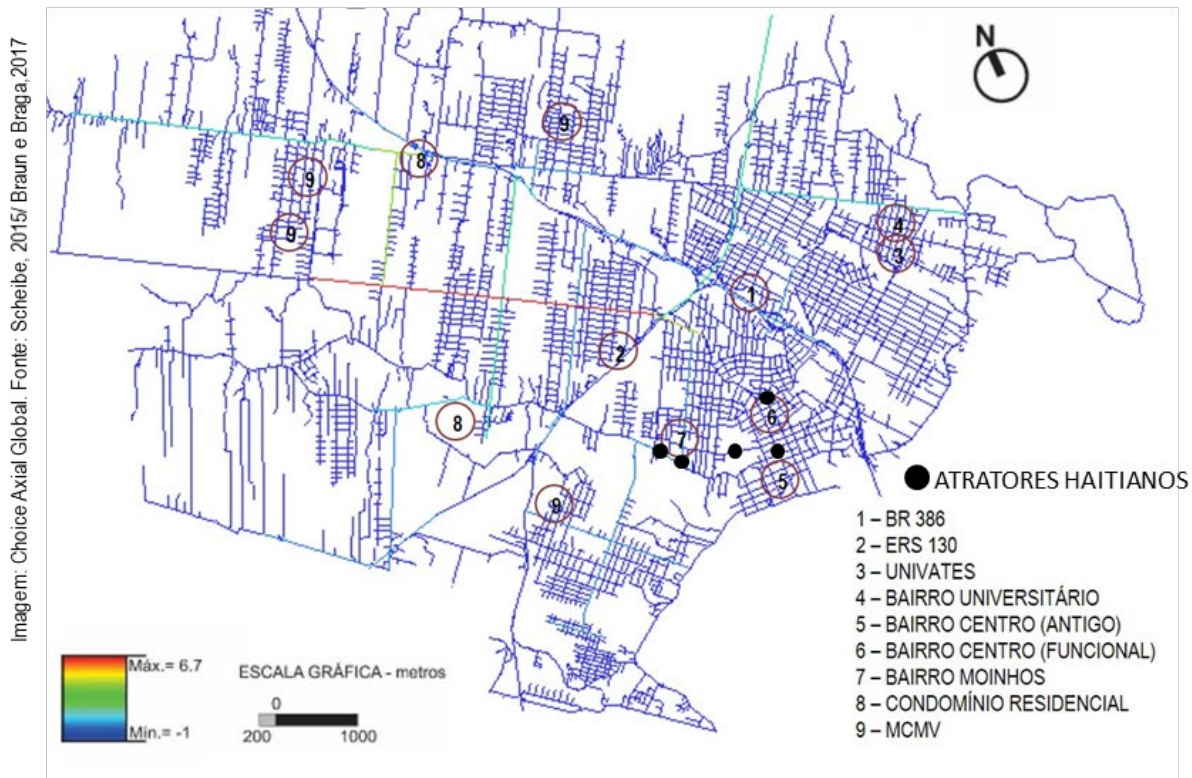 Imagem: Choice Axial Global. Fonte: Scheibe, 2015/ Braun e Braga,2017
N
9
8
9
4
9
3
1
2
6
7
8
5
9
ATRATORES HAITIANOS
1 – BR 386
2 – ERS 130
3 – UNIVATES
4 – BAIRRO UNIVERSITÁRIO
5 – BAIRRO CENTRO (ANTIGO)
6 – BAIRRO CENTRO (FUNCIONAL)
7 – BAIRRO MOINHOS
8 – CONDOMÍNIO RESIDENCIAL
9 – MCMV
Máx.= 6.7
Mín.= -1
ESCALA GRÁFICA - metros
0
200 1000